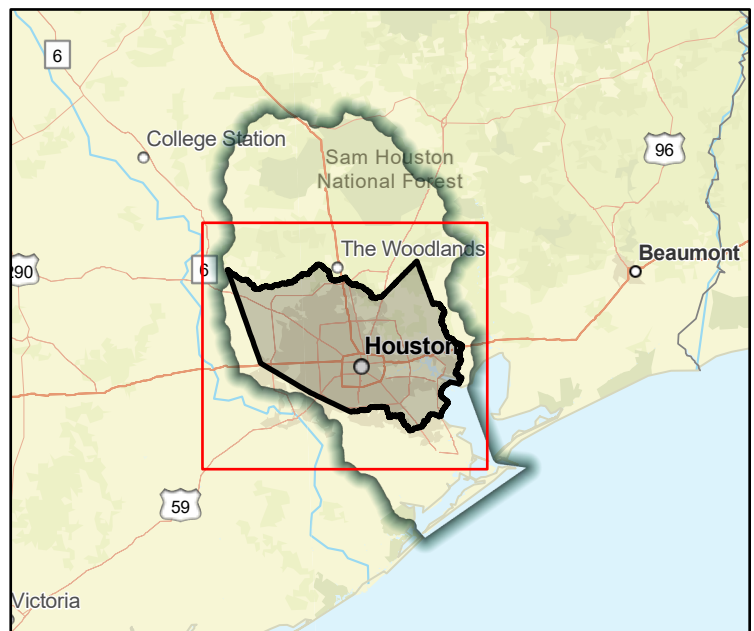 6
College Station
Sam Houston
National Forest
96
The Woodlands
6
290
Beaumont
Houston
59
Victoria